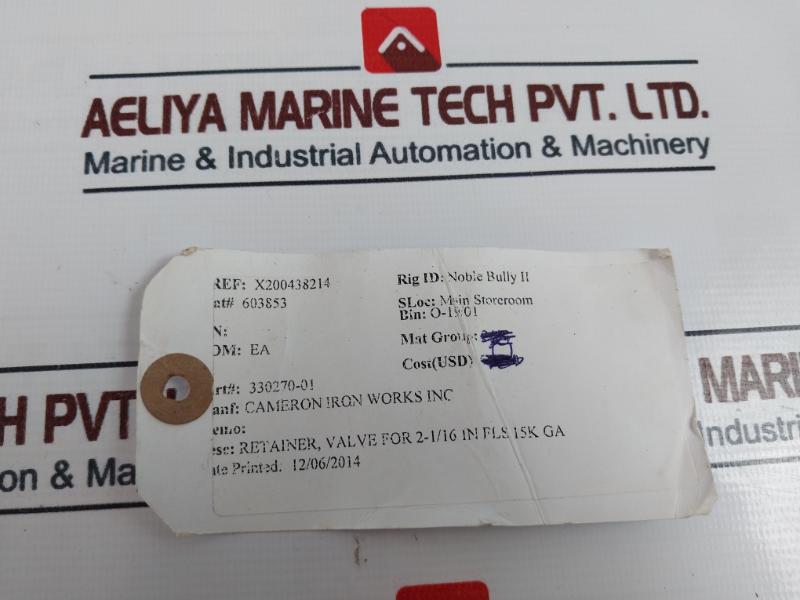 AELIYA MARINE TECH PVT. LTD.
Marine & Industrial Automation & Machinery
REF: X200438214
Rig ID: Noble Bully II
at# 603853
SLoc: Main Storeroom
Bin: O-19/01
N:
OM: EA
Mat Group:
Cost(USD)
art#: 330270-01
anf: CAMERON IRON WORKS INC
emo:
esc: RETAINER, VALVE FOR 2-1/16 IN FLS 15K GA
ate Printed: 12/06/2014
H PVT
on & Ma
MARIN
ndustri